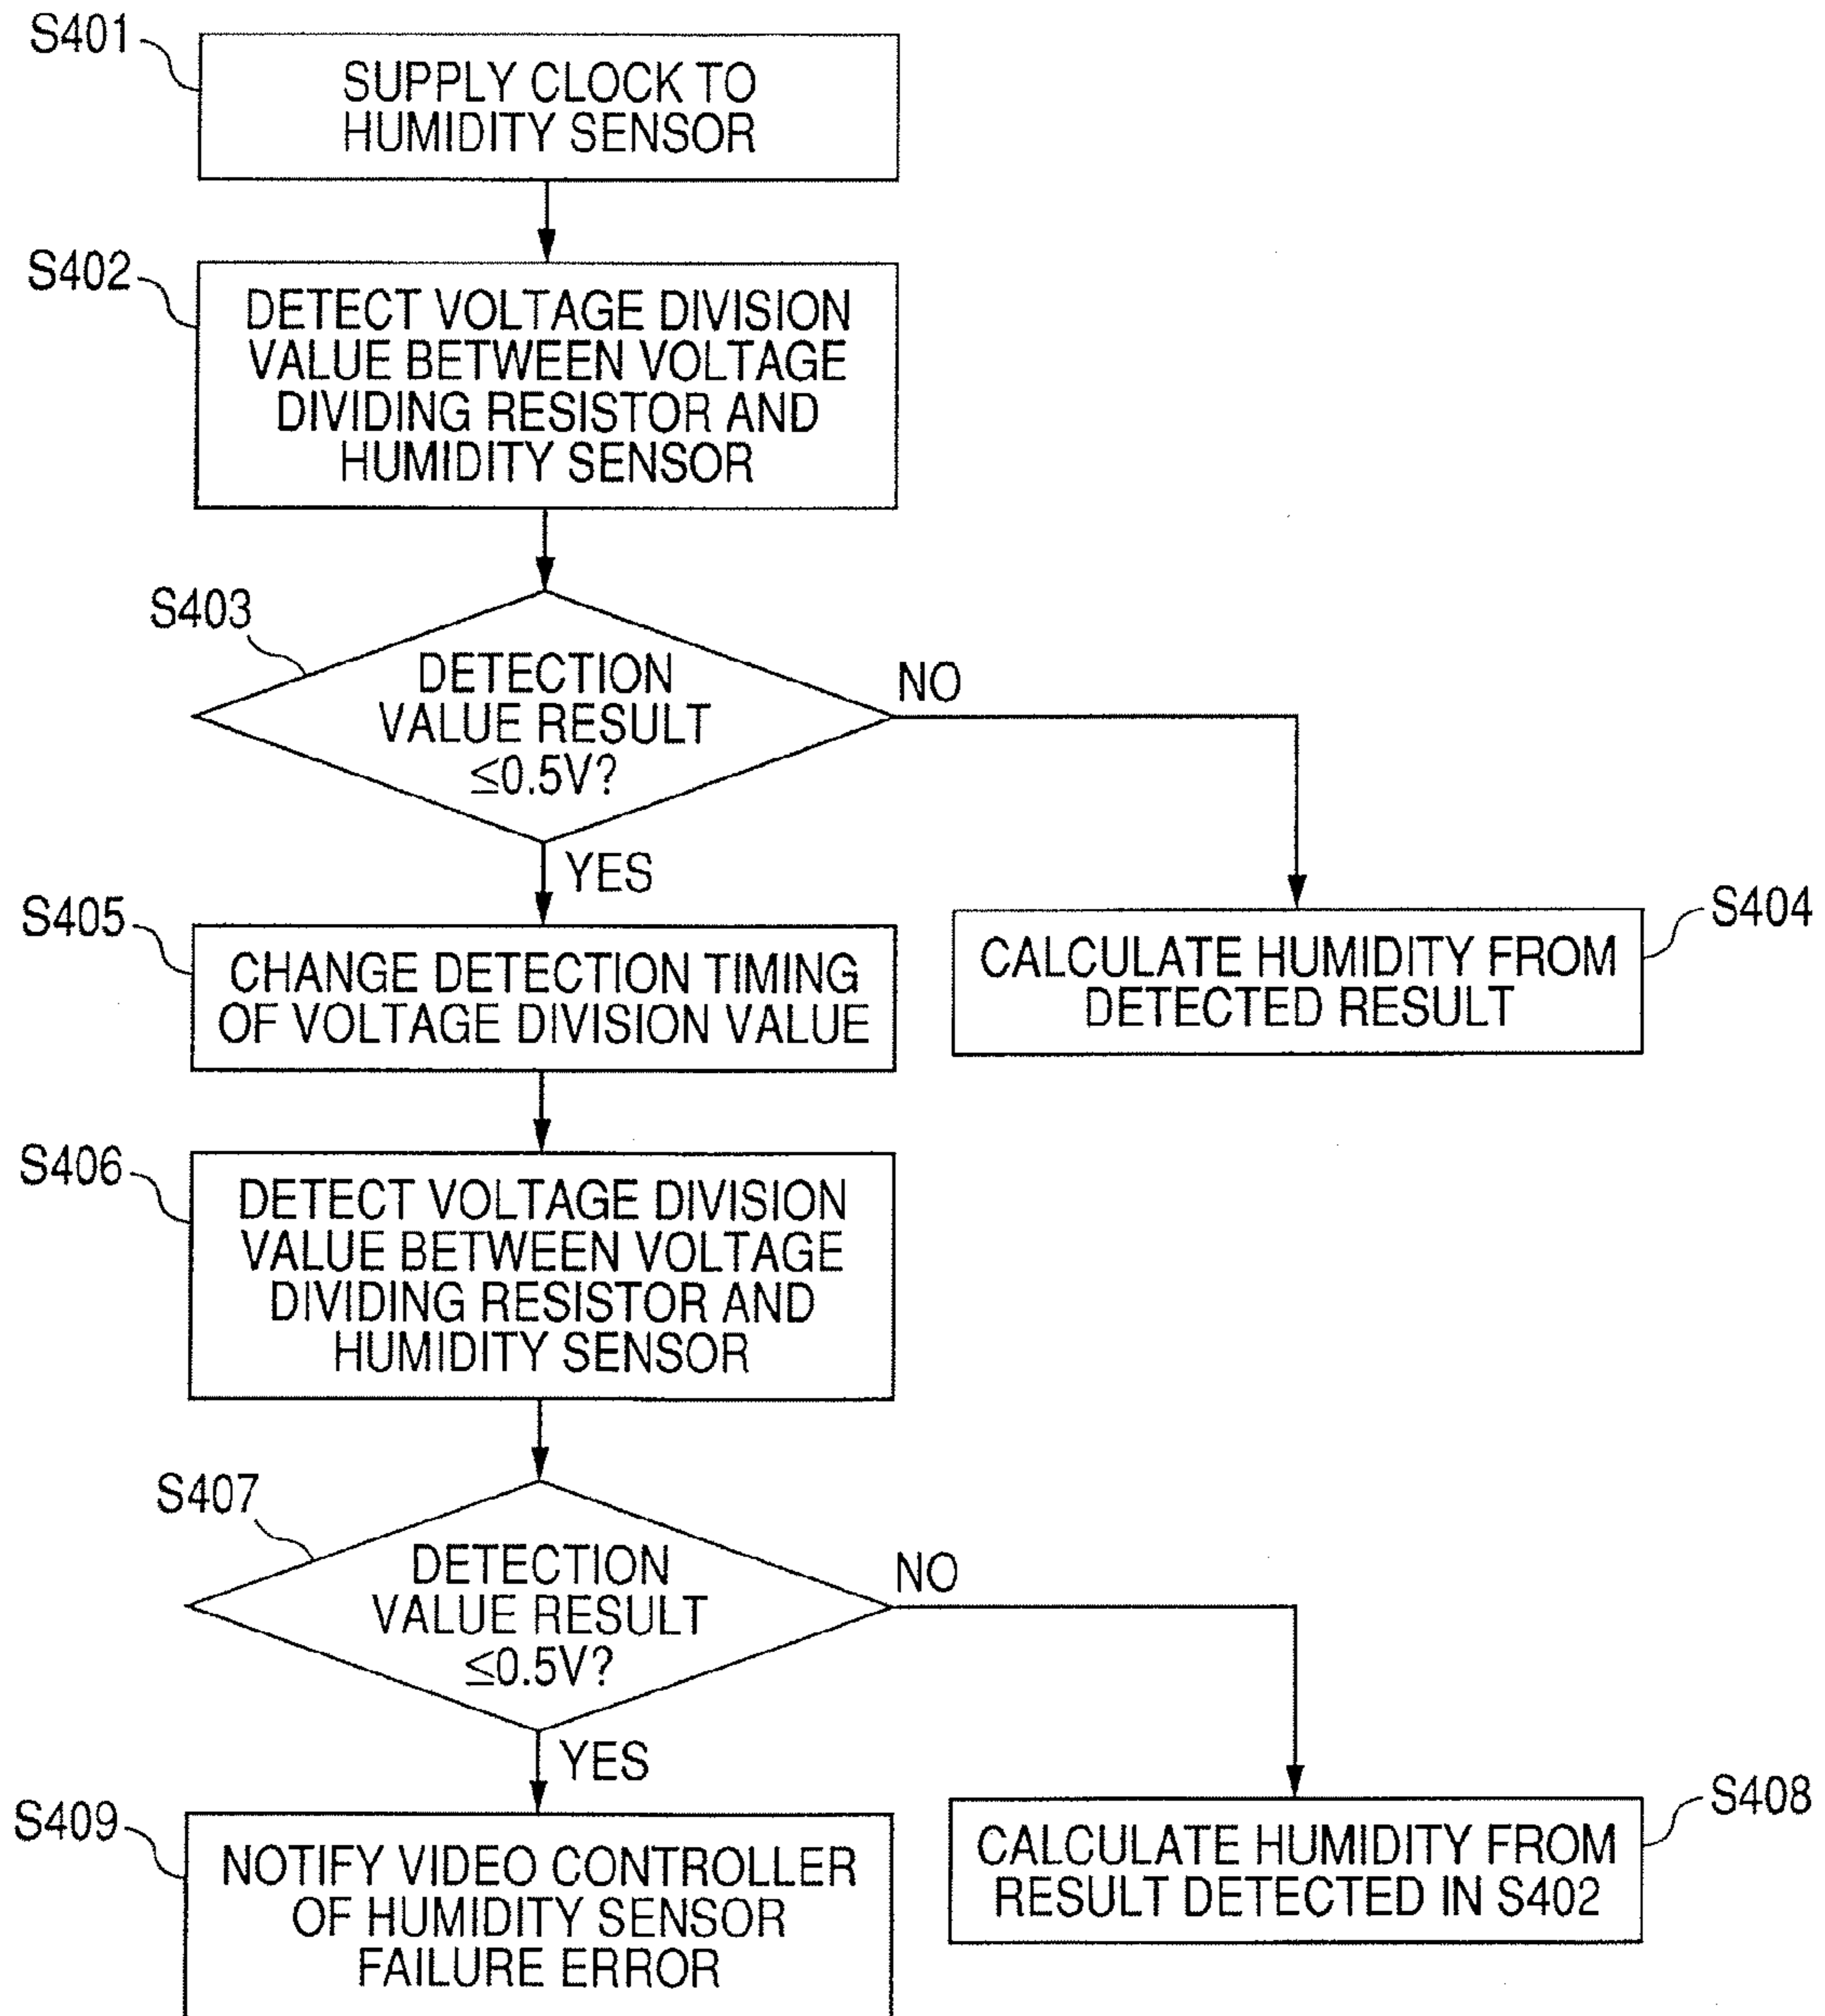 S401
SUPPLY CLOCK TO
HUMIDITY SENSOR
S402
DETECT VOLTAGE DIVISION
VALUE BETWEEN VOLTAGE
DIVIDING RESISTOR AND
HUMIDITY SENSOR
S403
DETECTION
VALUE RESULT
≤0.5V?
NO
YES
S405
CHANGE DETECTION TIMING
OF VOLTAGE DIVISION VALUE
S404
CALCULATE HUMIDITY FROM
DETECTED RESULT
S406
DETECT VOLTAGE DIVISION
VALUE BETWEEN VOLTAGE
DIVIDING RESISTOR AND
HUMIDITY SENSOR
S407
DETECTION
VALUE RESULT
≤0.5V?
NO
YES
S409
NOTIFY VIDEO CONTROLLER
OF HUMIDITY SENSOR
FAILURE ERROR
S408
CALCULATE HUMIDITY FROM
RESULT DETECTED IN S402